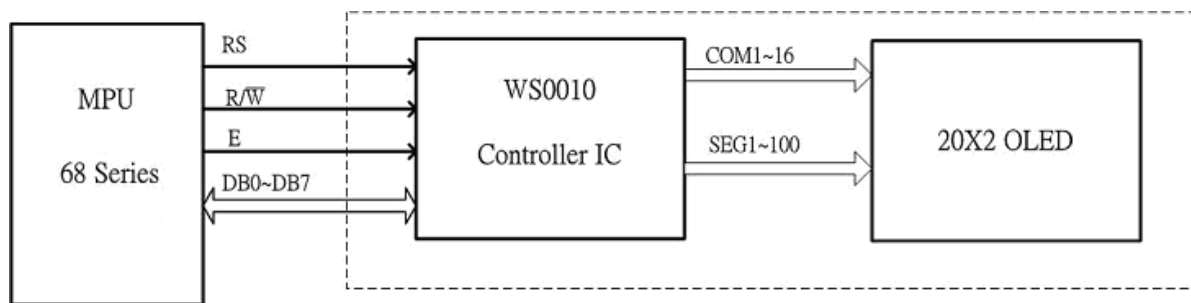 MPU
68 Series
RS
R/W̅
E
DB0~DB7
WS0010
Controller IC
COM1~16
SEG1~100
20X2 OLED